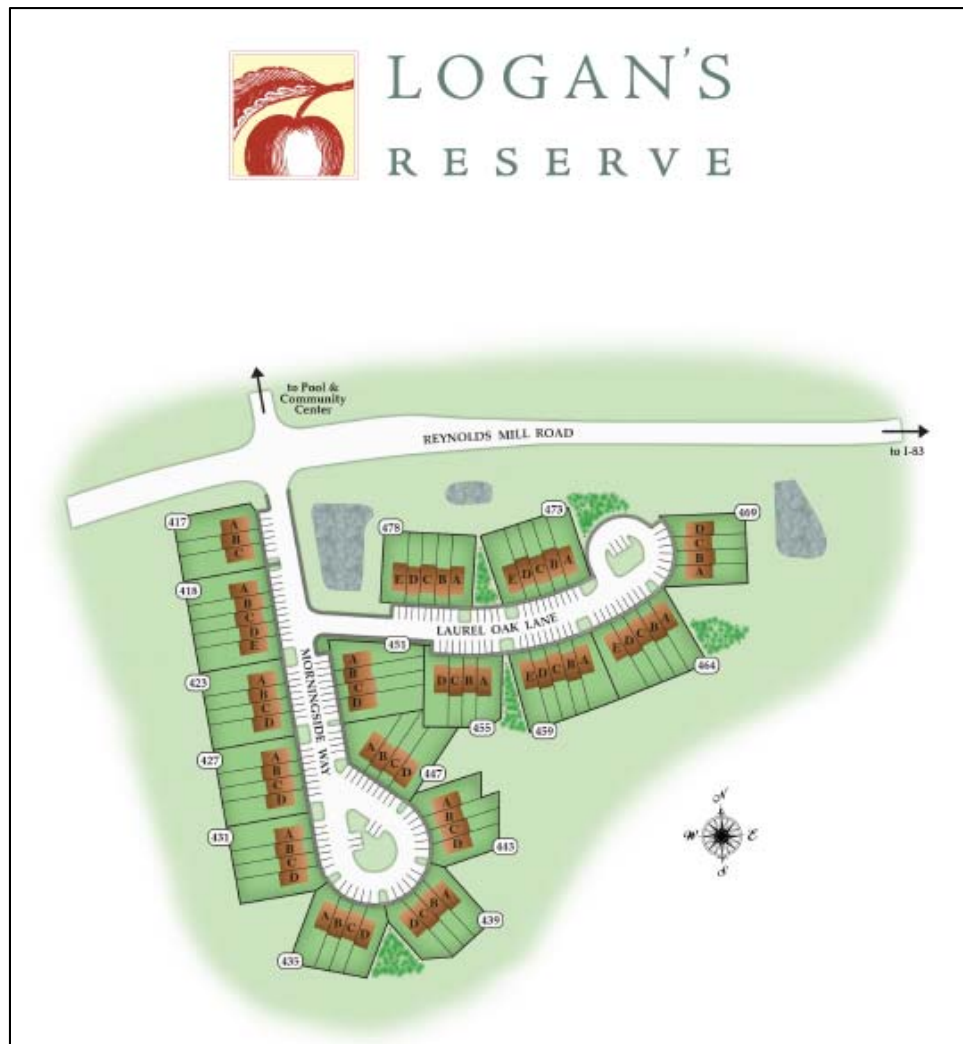 LOGAN'S
RESERVE
to Pool &
Community
Center
REYNOLDS MILL ROAD
to I-83
417
A
B
C
418
A
B
C
D
E
423
A
B
C
D
427
A
B
C
D
431
A
B
C
D
435
A B C D
439
D C B A
443
A
B
C
D
447
A B C D
451
A
B
C
D
455
D C B A
459
E D C B A
464
E D C B A
469
D
C
B
A
473
E D C B A
478
E D C B A
LAUREL OAK LANE
MORNINGSIDE WAY
N
W E
S